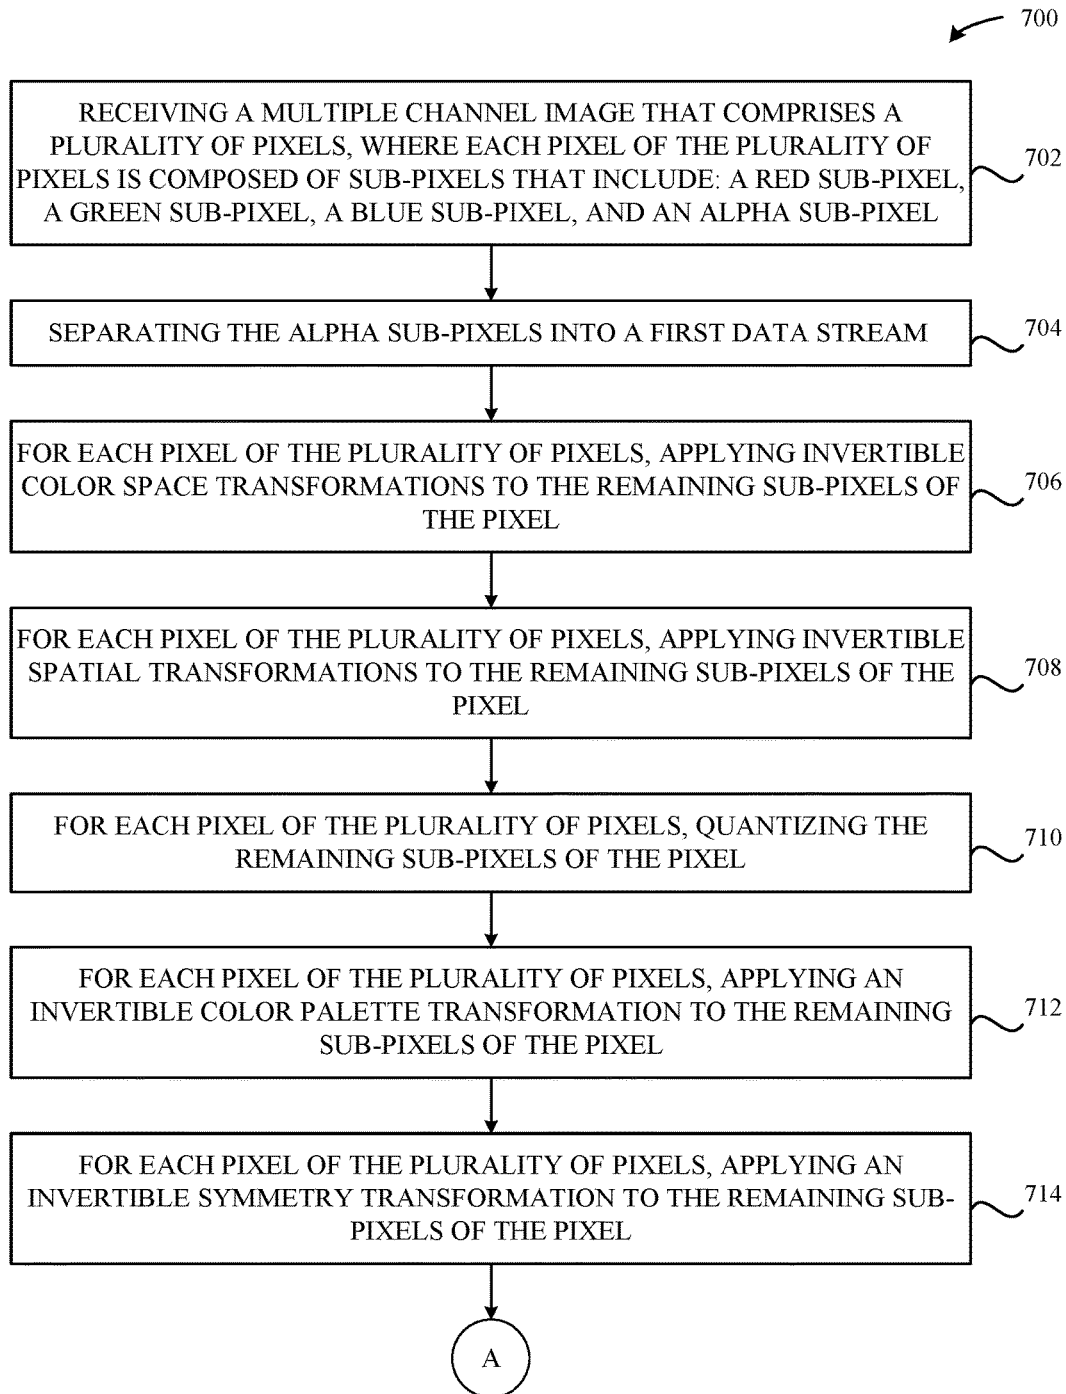 700
RECEIVING A MULTIPLE CHANNEL IMAGE THAT COMPRISES A
PLURALITY OF PIXELS, WHERE EACH PIXEL OF THE PLURALITY OF
PIXELS IS COMPOSED OF SUB-PIXELS THAT INCLUDE: A RED SUB-PIXEL,
A GREEN SUB-PIXEL, A BLUE SUB-PIXEL, AND AN ALPHA SUB-PIXEL
702
SEPARATING THE ALPHA SUB-PIXELS INTO A FIRST DATA STREAM
704
FOR EACH PIXEL OF THE PLURALITY OF PIXELS, APPLYING INVERTIBLE
COLOR SPACE TRANSFORMATIONS TO THE REMAINING SUB-PIXELS OF
THE PIXEL
706
FOR EACH PIXEL OF THE PLURALITY OF PIXELS, APPLYING INVERTIBLE
SPATIAL TRANSFORMATIONS TO THE REMAINING SUB-PIXELS OF THE
PIXEL
708
FOR EACH PIXEL OF THE PLURALITY OF PIXELS, QUANTIZING THE
REMAINING SUB-PIXELS OF THE PIXEL
710
FOR EACH PIXEL OF THE PLURALITY OF PIXELS, APPLYING AN
INVERTIBLE COLOR PALETTE TRANSFORMATION TO THE REMAINING
SUB-PIXELS OF THE PIXEL
712
FOR EACH PIXEL OF THE PLURALITY OF PIXELS, APPLYING AN
INVERTIBLE SYMMETRY TRANSFORMATION TO THE REMAINING SUB-
PIXELS OF THE PIXEL
714
A